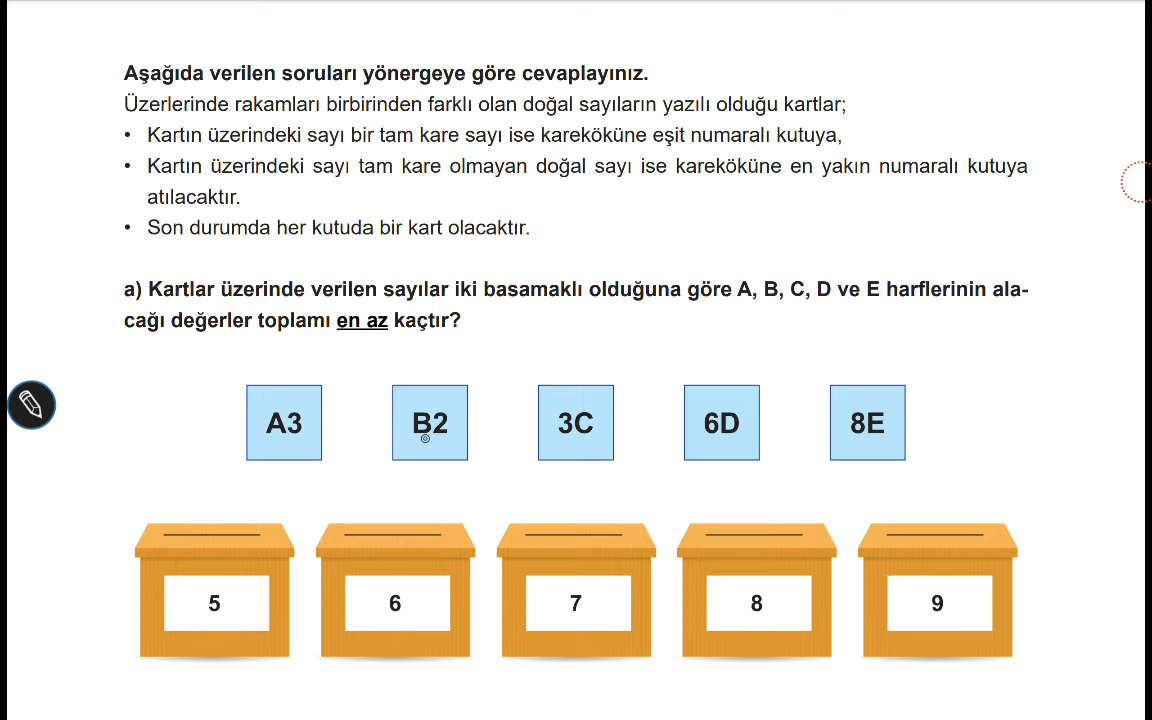 Aşağıda verilen soruları yönergeye göre cevaplayınız.
Üzerlerinde rakamları birbirinden farklı olan doğal sayıların yazılı olduğu kartlar;
• Kartın üzerindeki sayı bir tam kare sayı ise kareköküne eşit numaralı kutuya,
• Kartın üzerindeki sayı tam kare olmayan doğal sayı ise kareköküne en yakın numaralı kutuya
atılacaktır.
• Son durumda her kutuda bir kart olacaktır.
a) Kartlar üzerinde verilen sayılar iki basamaklı olduğuna göre A, B, C, D ve E harflerinin ala-
cağı değerler toplamı en az kaçtır?
A3 B2 3C 6D 8E
5 6 7 8 9